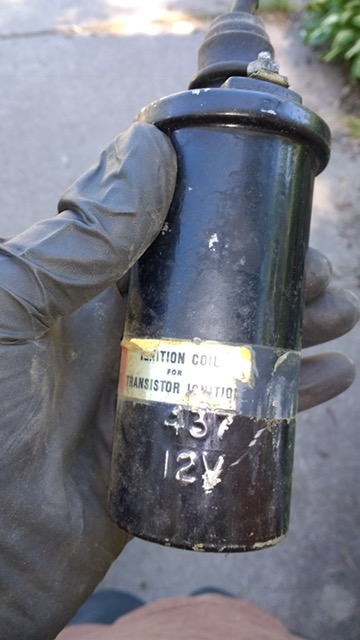 IGNITION COIL
FOR
TRANSISTOR IGNITION
437
12V